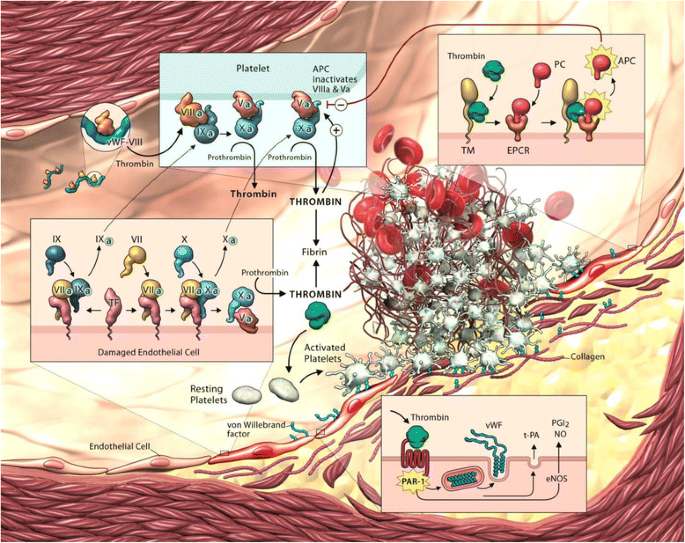 Platelet
APC
inactivates
VIIIa & Va
VIIIa
IXa
Va
Xa
Va
Xa
Prothrombin
Prothrombin
Thrombin
THROMBIN
Fibrin
vWF-VIII
Thrombin
Thrombin
PC
APC
TM
EPCR
IX
IXa
VII
X
Xa
VIIa
IXa
TF
VIIa
VIIa
Xa
Xa
Va
Damaged Endothelial Cell
Prothrombin
THROMBIN
Activated
Platelets
Resting
Platelets
von Willebrand
factor
Endothelial Cell
Collagen
Thrombin
PAR-1
vWF
t-PA
PGI2
NO
eNOS